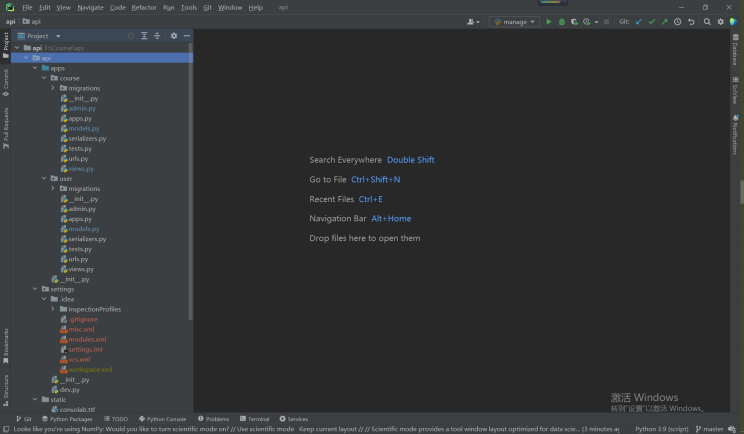 File Edit View Navigate Code Refactor Run Tools Git Window Help api
api api manage Git:
Project
api F:\Course\api
api
apps
course
migrations
__init__.py
admin.py
apps.py
models.py
serializers.py
tests.py
urls.py
views.py
user
migrations
__init__.py
admin.py
apps.py
models.py
serializers.py
tests.py
urls.py
views.py
__init__.py
settings
.idea
inspectionProfiles
.gitignore
misc.xml
modules.xml
settings.iml
vcs.xml
workspace.xml
__init__.py
dev.py
static
consolab.ttf
Project
Commit
Pull Requests
Bookmarks
Structure
Search Everywhere Double Shift
Go to File Ctrl+Shift+N
Recent Files Ctrl+E
Navigation Bar Alt+Home
Drop files here to open them
Database
SciView
Notifications
激活 Windows
转到"设置"以激活 Windows。
Git Python Packages TODO Python Console Problems Terminal Services
Looks like you're using NumPy: Would you like to turn scientific mode on? // Use scientific mode Keep current layout // // Scientific mode provides a tool window layout optimized for data scie... (3 minutes ag Python 3.9 (script) master